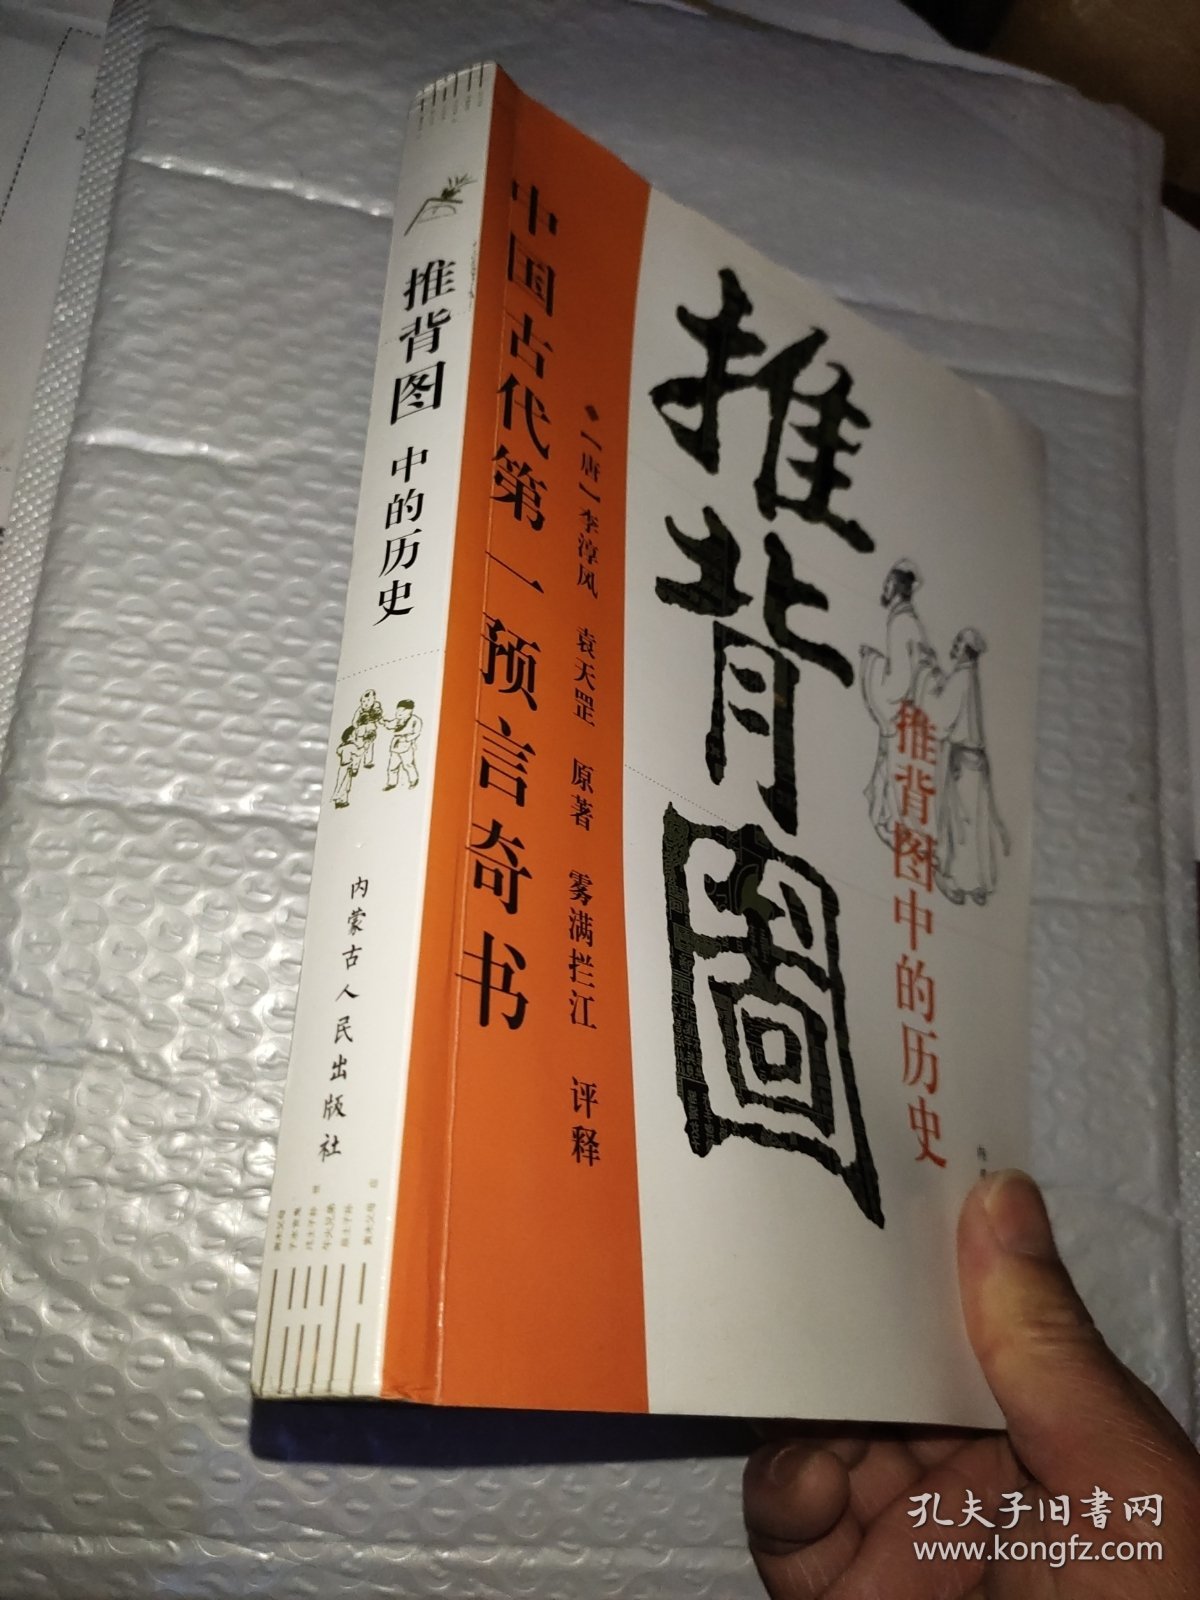 推背图
中的历史
内蒙古人民出版社
中国古代第一预言奇书
【唐】李淳风 袁天罡 原著 雾满拦江 评释
推背圖
推背图中的历史
孔夫子旧书网
www.kongfz.com